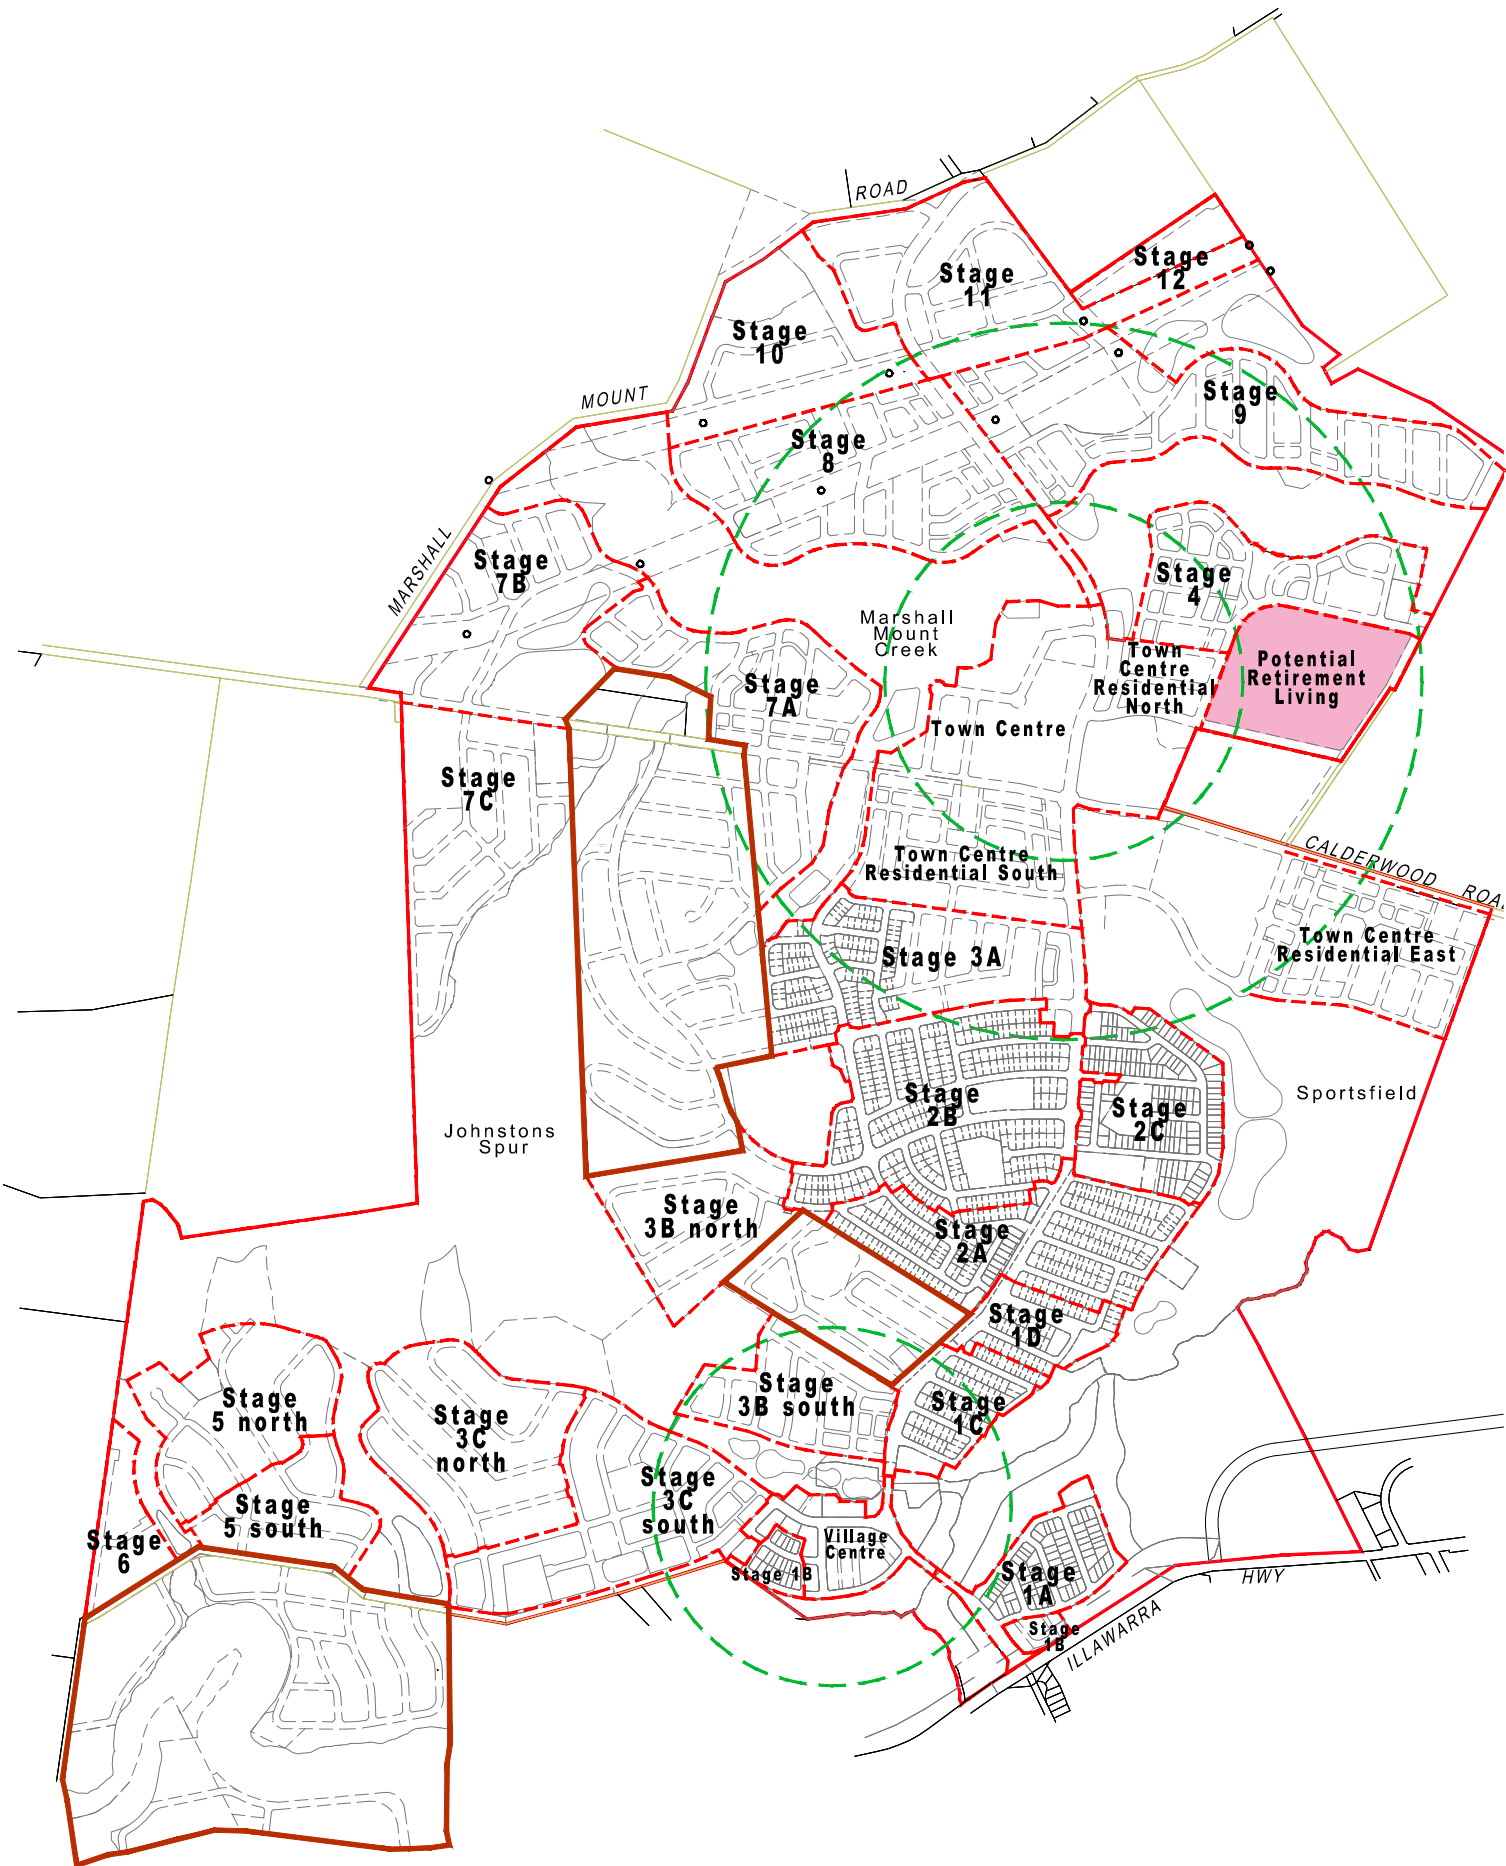 ROAD
Stage
12
Stage
11
Stage
10
MOUNT
Stage
9
Stage
8
MARSHALL
Stage
7B
Stage
4
Marshall
Mount
Creek
Town
Centre
Residential
North
Potential
Retirement
Living
Stage
7A
Town Centre
Stage
7C
CALDERWOOD ROA
Town Centre
Residential South
Town Centre
Residential East
Stage 3A
Sportsfield
Stage
2B
Stage
2C
Johnstons
Spur
Stage
3B north
Stage
2A
Stage
1D
Stage
5 north
Stage
3C
north
Stage
3B south
Stage
1C
Stage
3C
south
Stage
5 south
Stage
6
Village
Centre
Stage 1B
Stage
1A
HWY
Stage
1B
ILLAWARRA